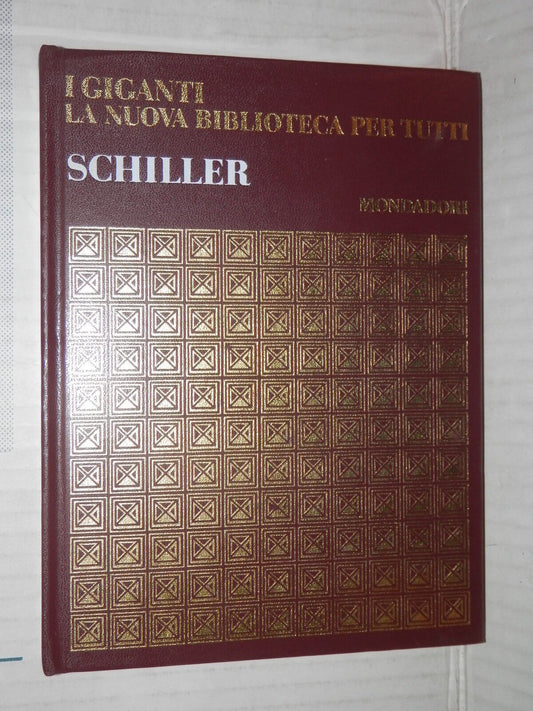 I GIGANTI
LA NUOVA BIBLIOTECA PER TUTTI
SCHILLER
MONDADORI